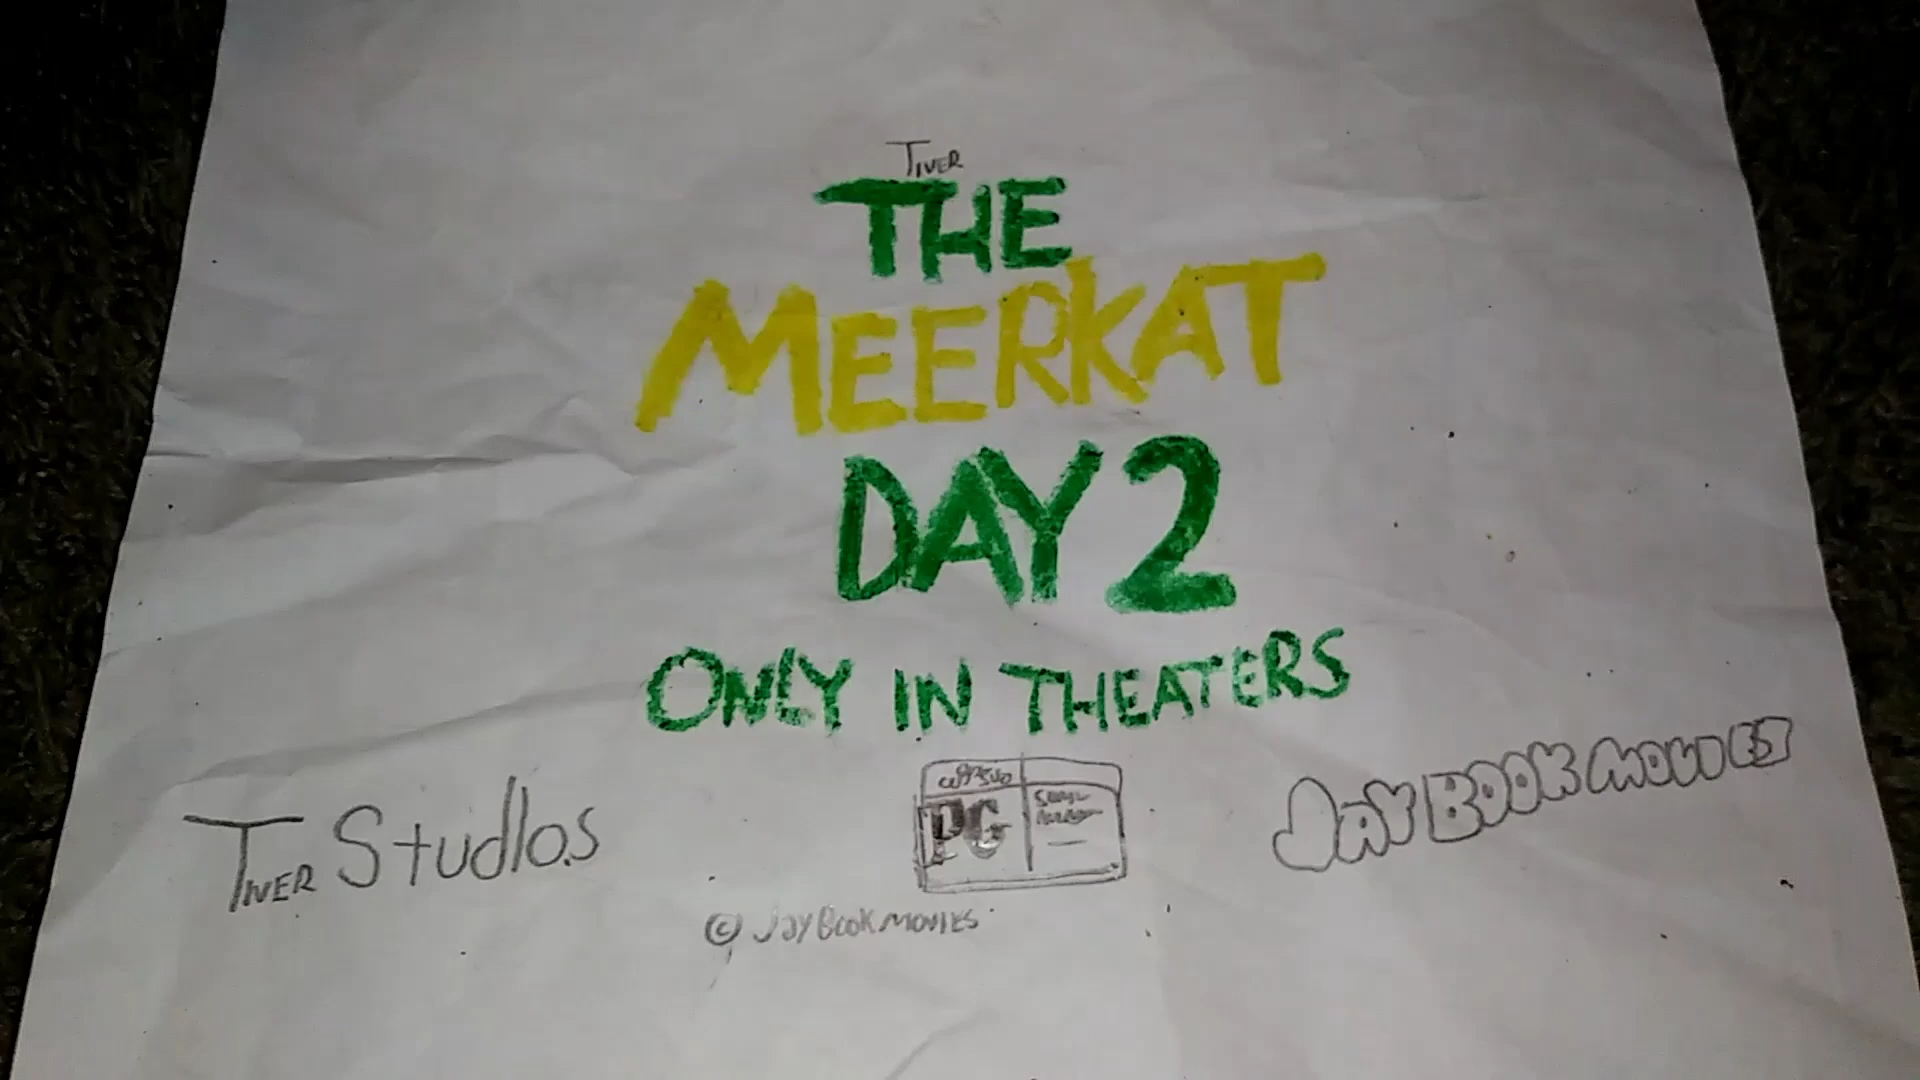 TIVER
THE
MEERKAT
DAY 2
ONLY IN THEATERS
PG
TIVER Studios
JAY BOOK MOVIES
© JAY BOOK MOVIES